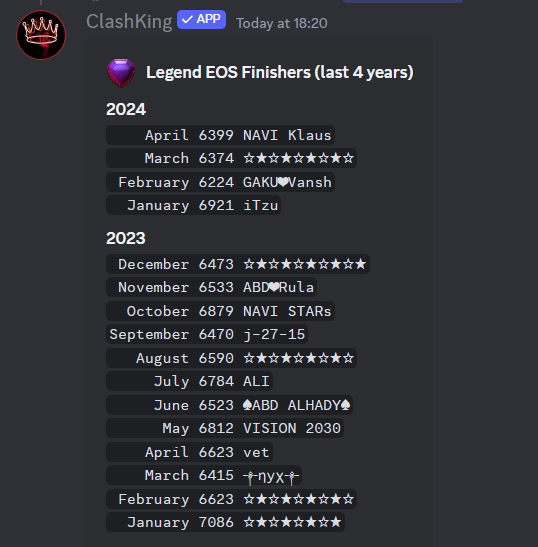 ClashKing ✓ APP Today at 18:20
Legend EOS Finishers (last 4 years)
2024
April 6399 NAVI Klaus
March 6374 ☆★☆★☆★☆★☆
February 6224 GAKU❤Vansh
January 6921 iTzu
2023
December 6473 ☆★☆★☆★☆★☆★
November 6533 ABD❤Rula
October 6879 NAVI STARs
September 6470 j-27-15
August 6590 ☆★☆★☆★☆★☆
July 6784 ALI
June 6523 ♠ABD ALHADY♠
May 6812 VISION 2030
April 6623 vet
March 6415 ⸎ηyχ⸎
February 6623 ☆★☆★☆★☆★☆
January 7086 ☆★☆★☆★☆★